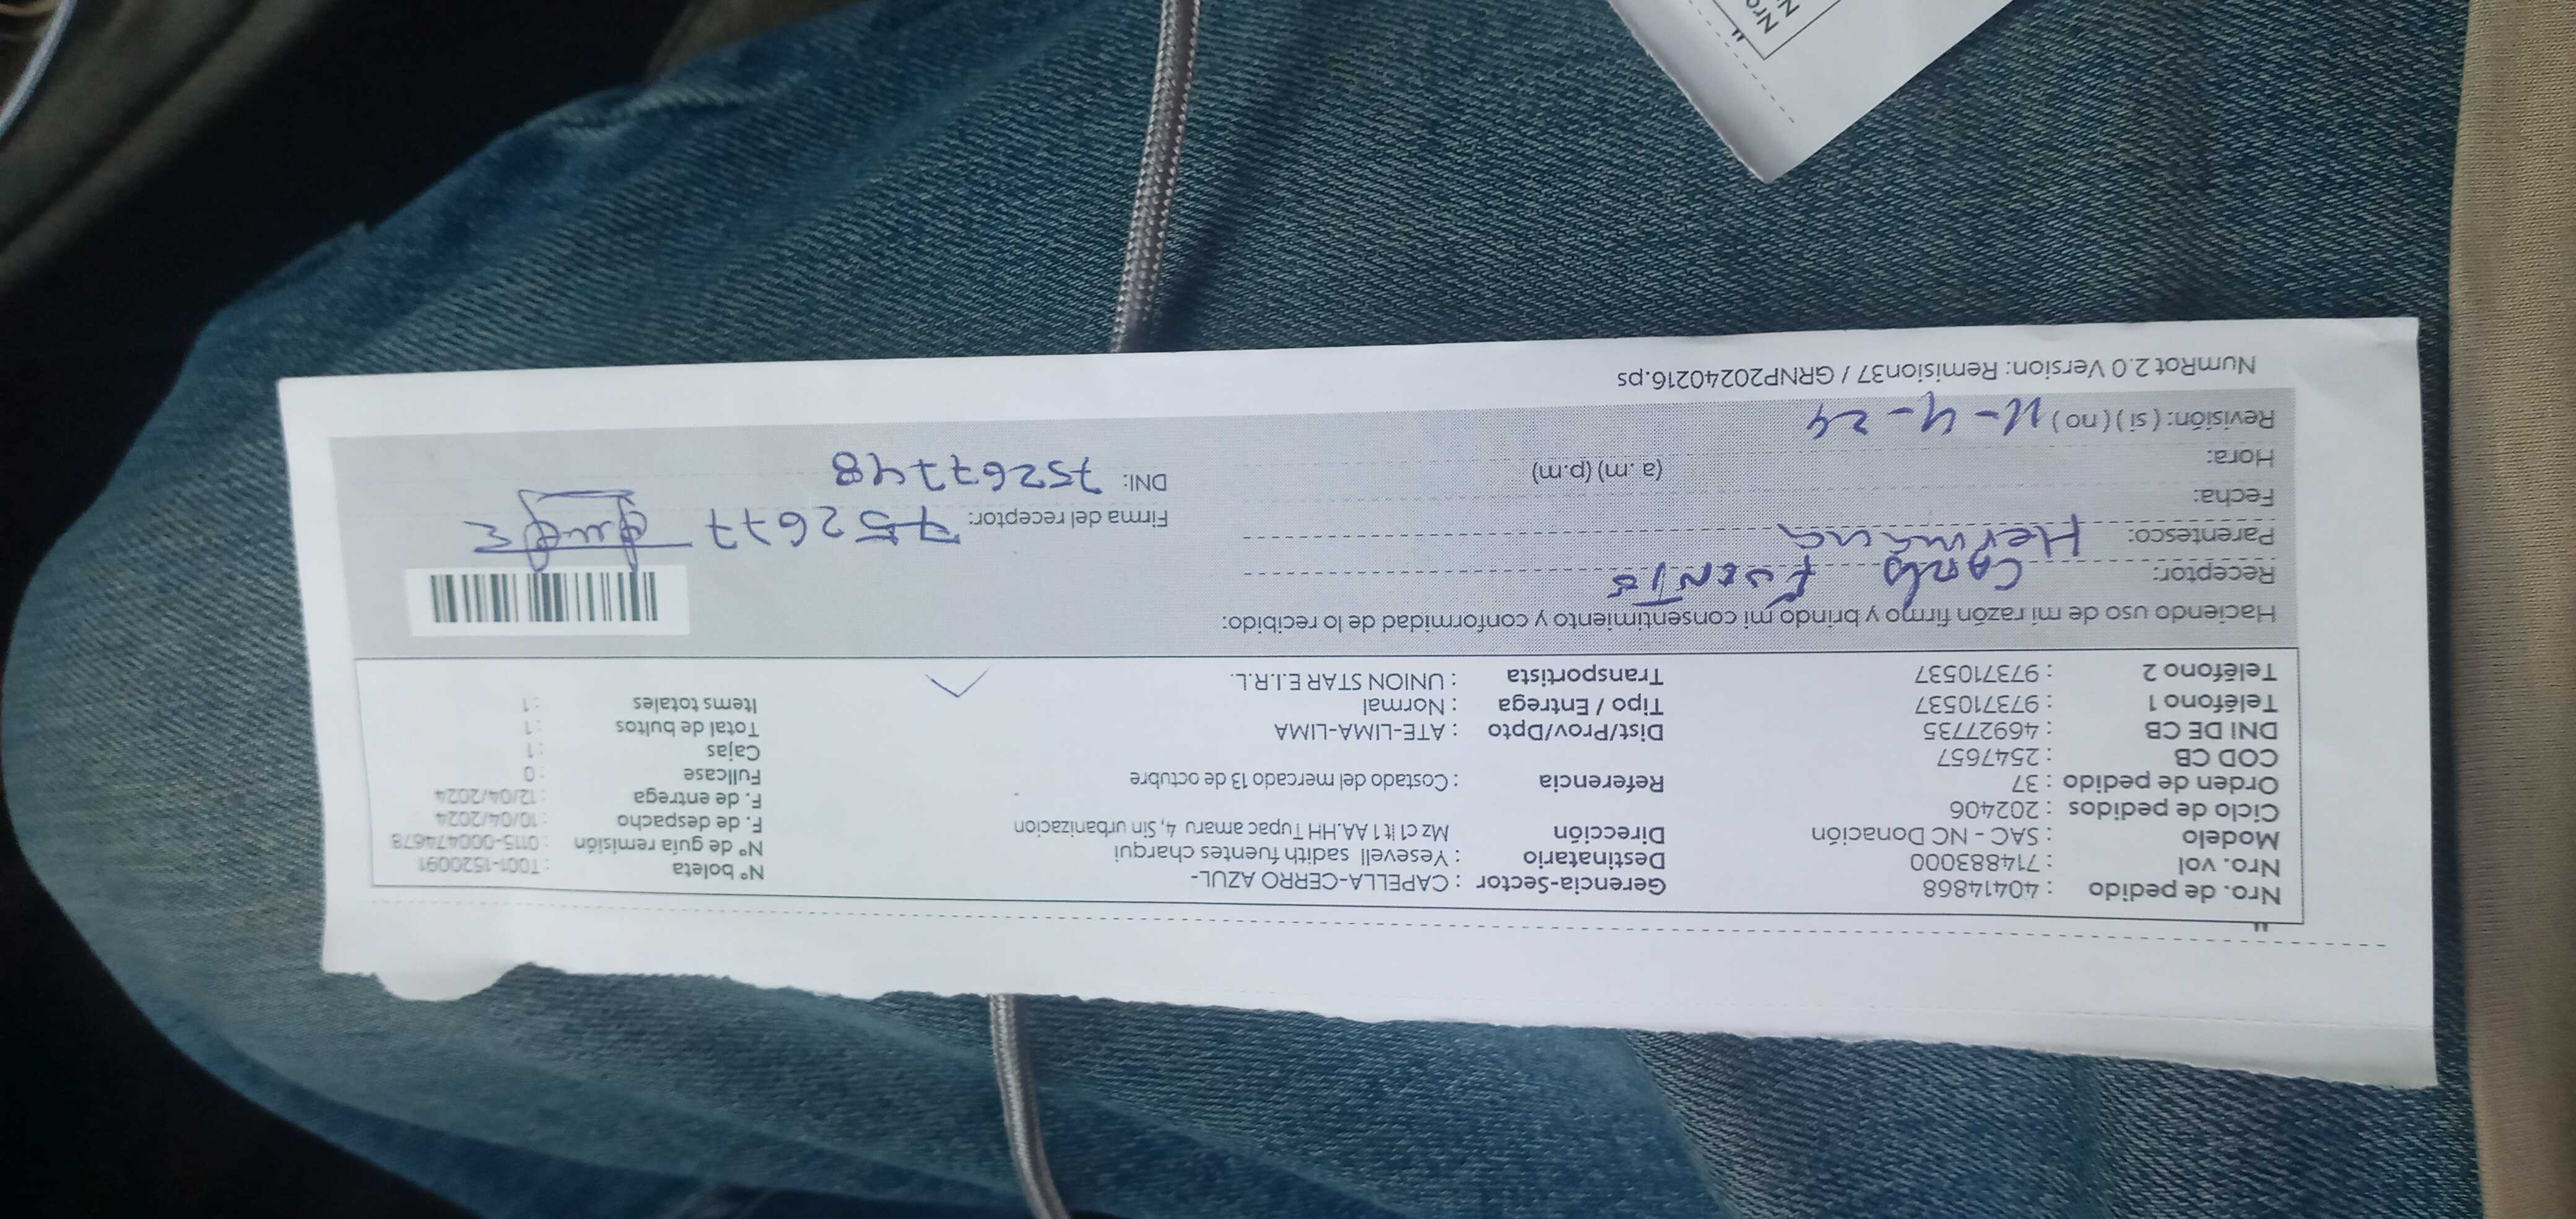 Nro. de pedido : 40414868 Gerencia-Sector : CAPELLA-CERRO AZUL- Nº boleta : T001-1520091
Nro. vol : 714883000 Destinatario : Yesevell sadith fuentes charqui Nº de guía remisión : 0115-000474678
Modelo : SAC - NC Donación Dirección Mz c1 lt 1 AA.HH Tupac amaru 4, Sin urbanizacion F. de despacho : 10/04/2024
Ciclo de pedidos : 202406 F. de entrega : 12/04/2024
Orden de pedido : 37 Referencia : Costado del mercado 13 de octubre Fullcase : 0
COD CB : 2547657 Cajas : 1
DNI DE CB : 46927735 Dist/Prov/Dpto : ATE-LIMA-LIMA Total de bultos : 1
Teléfono 1 : 973710537 Tipo / Entrega : Normal Items totales : 1
Teléfono 2 : 973710537 Transportista : UNION STAR E.I.R.L.
Haciendo uso de mi razón firmo y brindo mi consentimiento y conformidad de lo recibido:
Receptor:
Parentesco: Hermana Firma del receptor: 752677
Fecha:
Hora: (a .m) (p.m) DNI: 75267748
Revisión: ( si ) ( no ) 11-4-24
NumRot 2.0 Version: Remision37 / GRNP20240216.ps
Nro